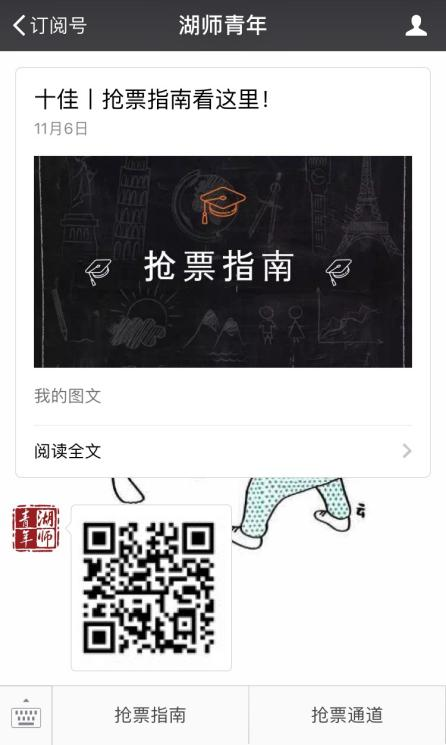 订阅号
湖师青年
十佳丨抢票指南看这里！
11月6日
抢票指南
我的图文
阅读全文
湖师
青年
抢票指南
抢票通道